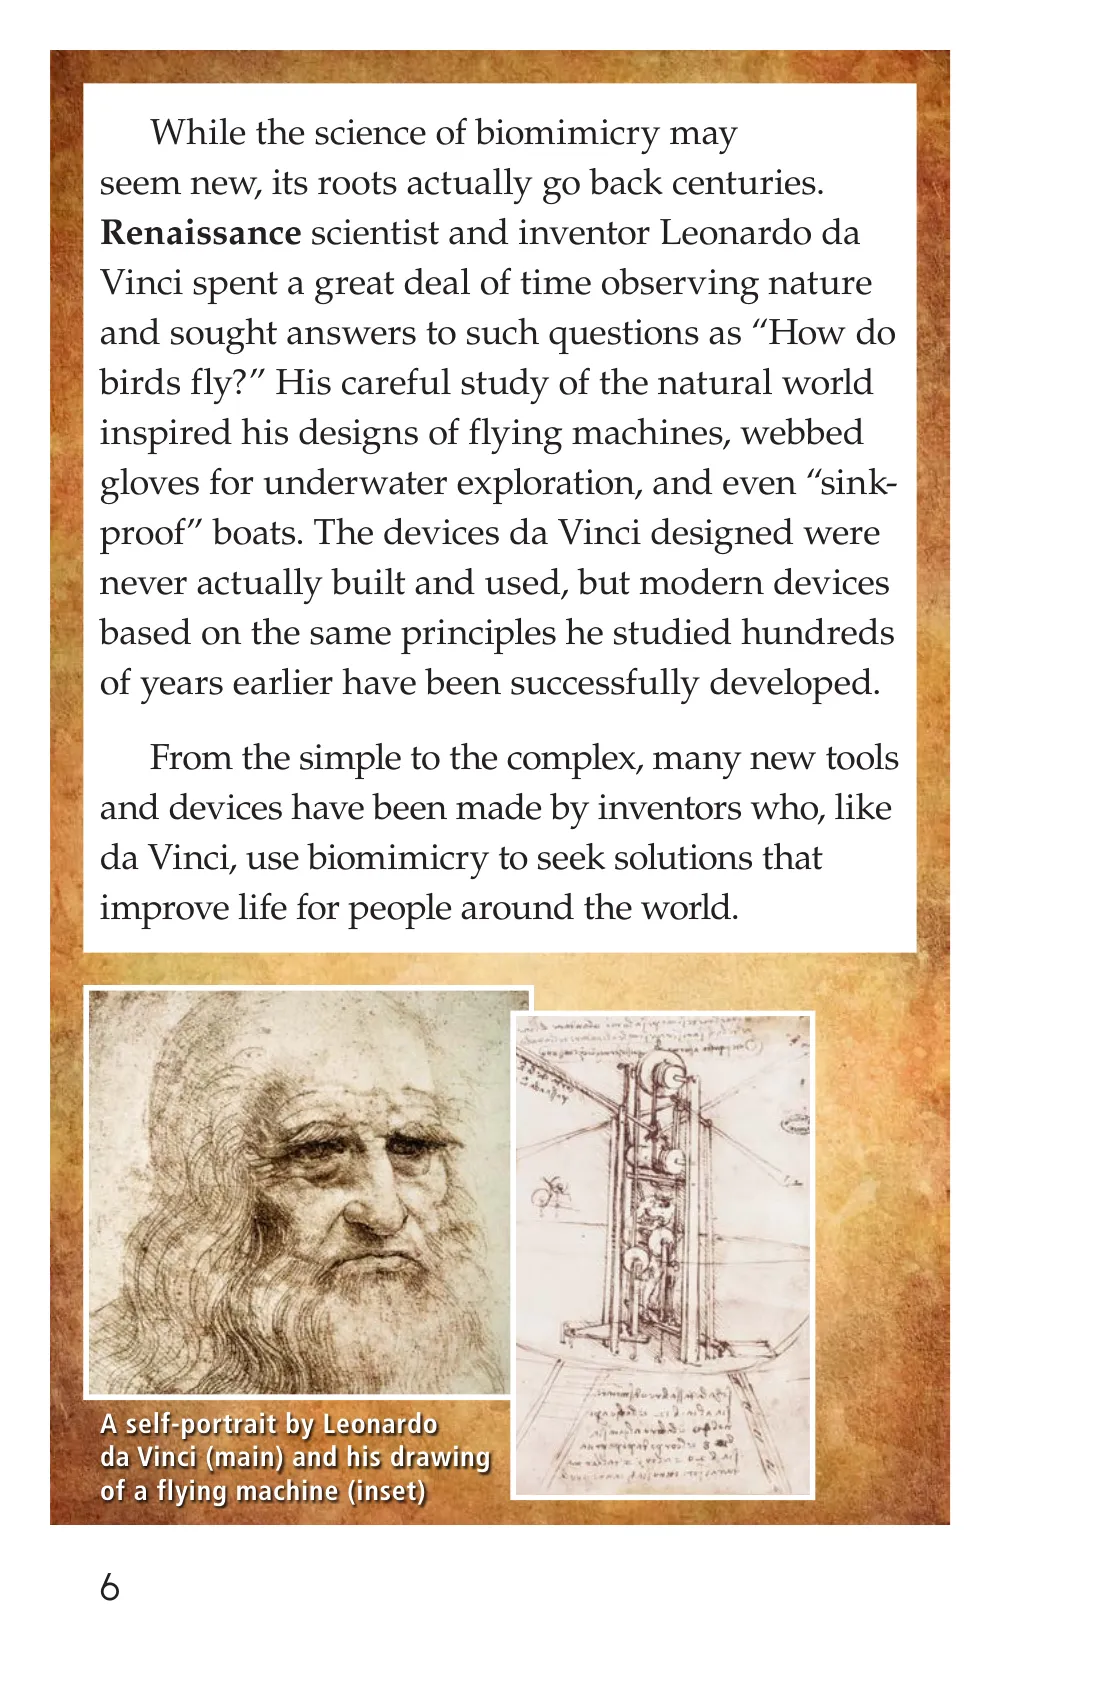 While the science of biomimicry may
seem new, its roots actually go back centuries.
Renaissance scientist and inventor Leonardo da
Vinci spent a great deal of time observing nature
and sought answers to such questions as “How do
birds fly?” His careful study of the natural world
inspired his designs of flying machines, webbed
gloves for underwater exploration, and even “sink-
proof” boats. The devices da Vinci designed were
never actually built and used, but modern devices
based on the same principles he studied hundreds
of years earlier have been successfully developed.
From the simple to the complex, many new tools
and devices have been made by inventors who, like
da Vinci, use biomimicry to seek solutions that
improve life for people around the world.
A self-portrait by Leonardo
da Vinci (main) and his drawing
of a flying machine (inset)
6